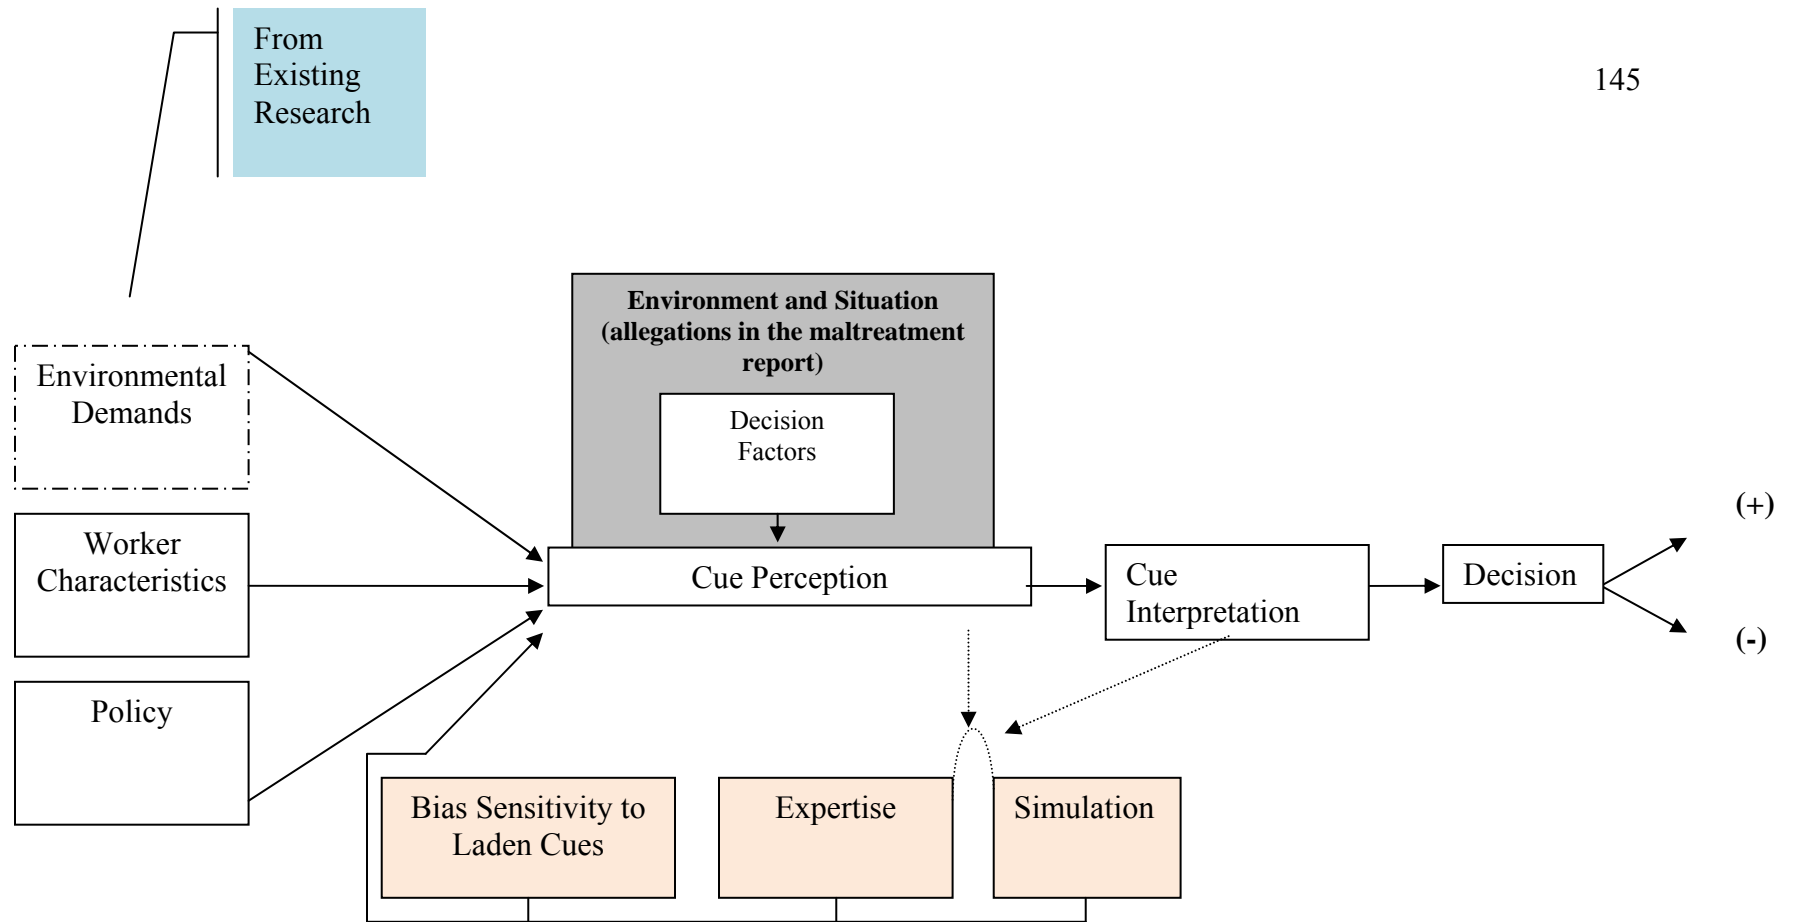 From
Existing
Research
145
Environment and Situation
(allegations in the maltreatment
report)
Decision
Factors
Environmental
Demands
Worker
Characteristics
Policy
Cue Perception
Cue
Interpretation
Decision
(+)
(-)
Bias Sensitivity to
Laden Cues
Expertise
Simulation